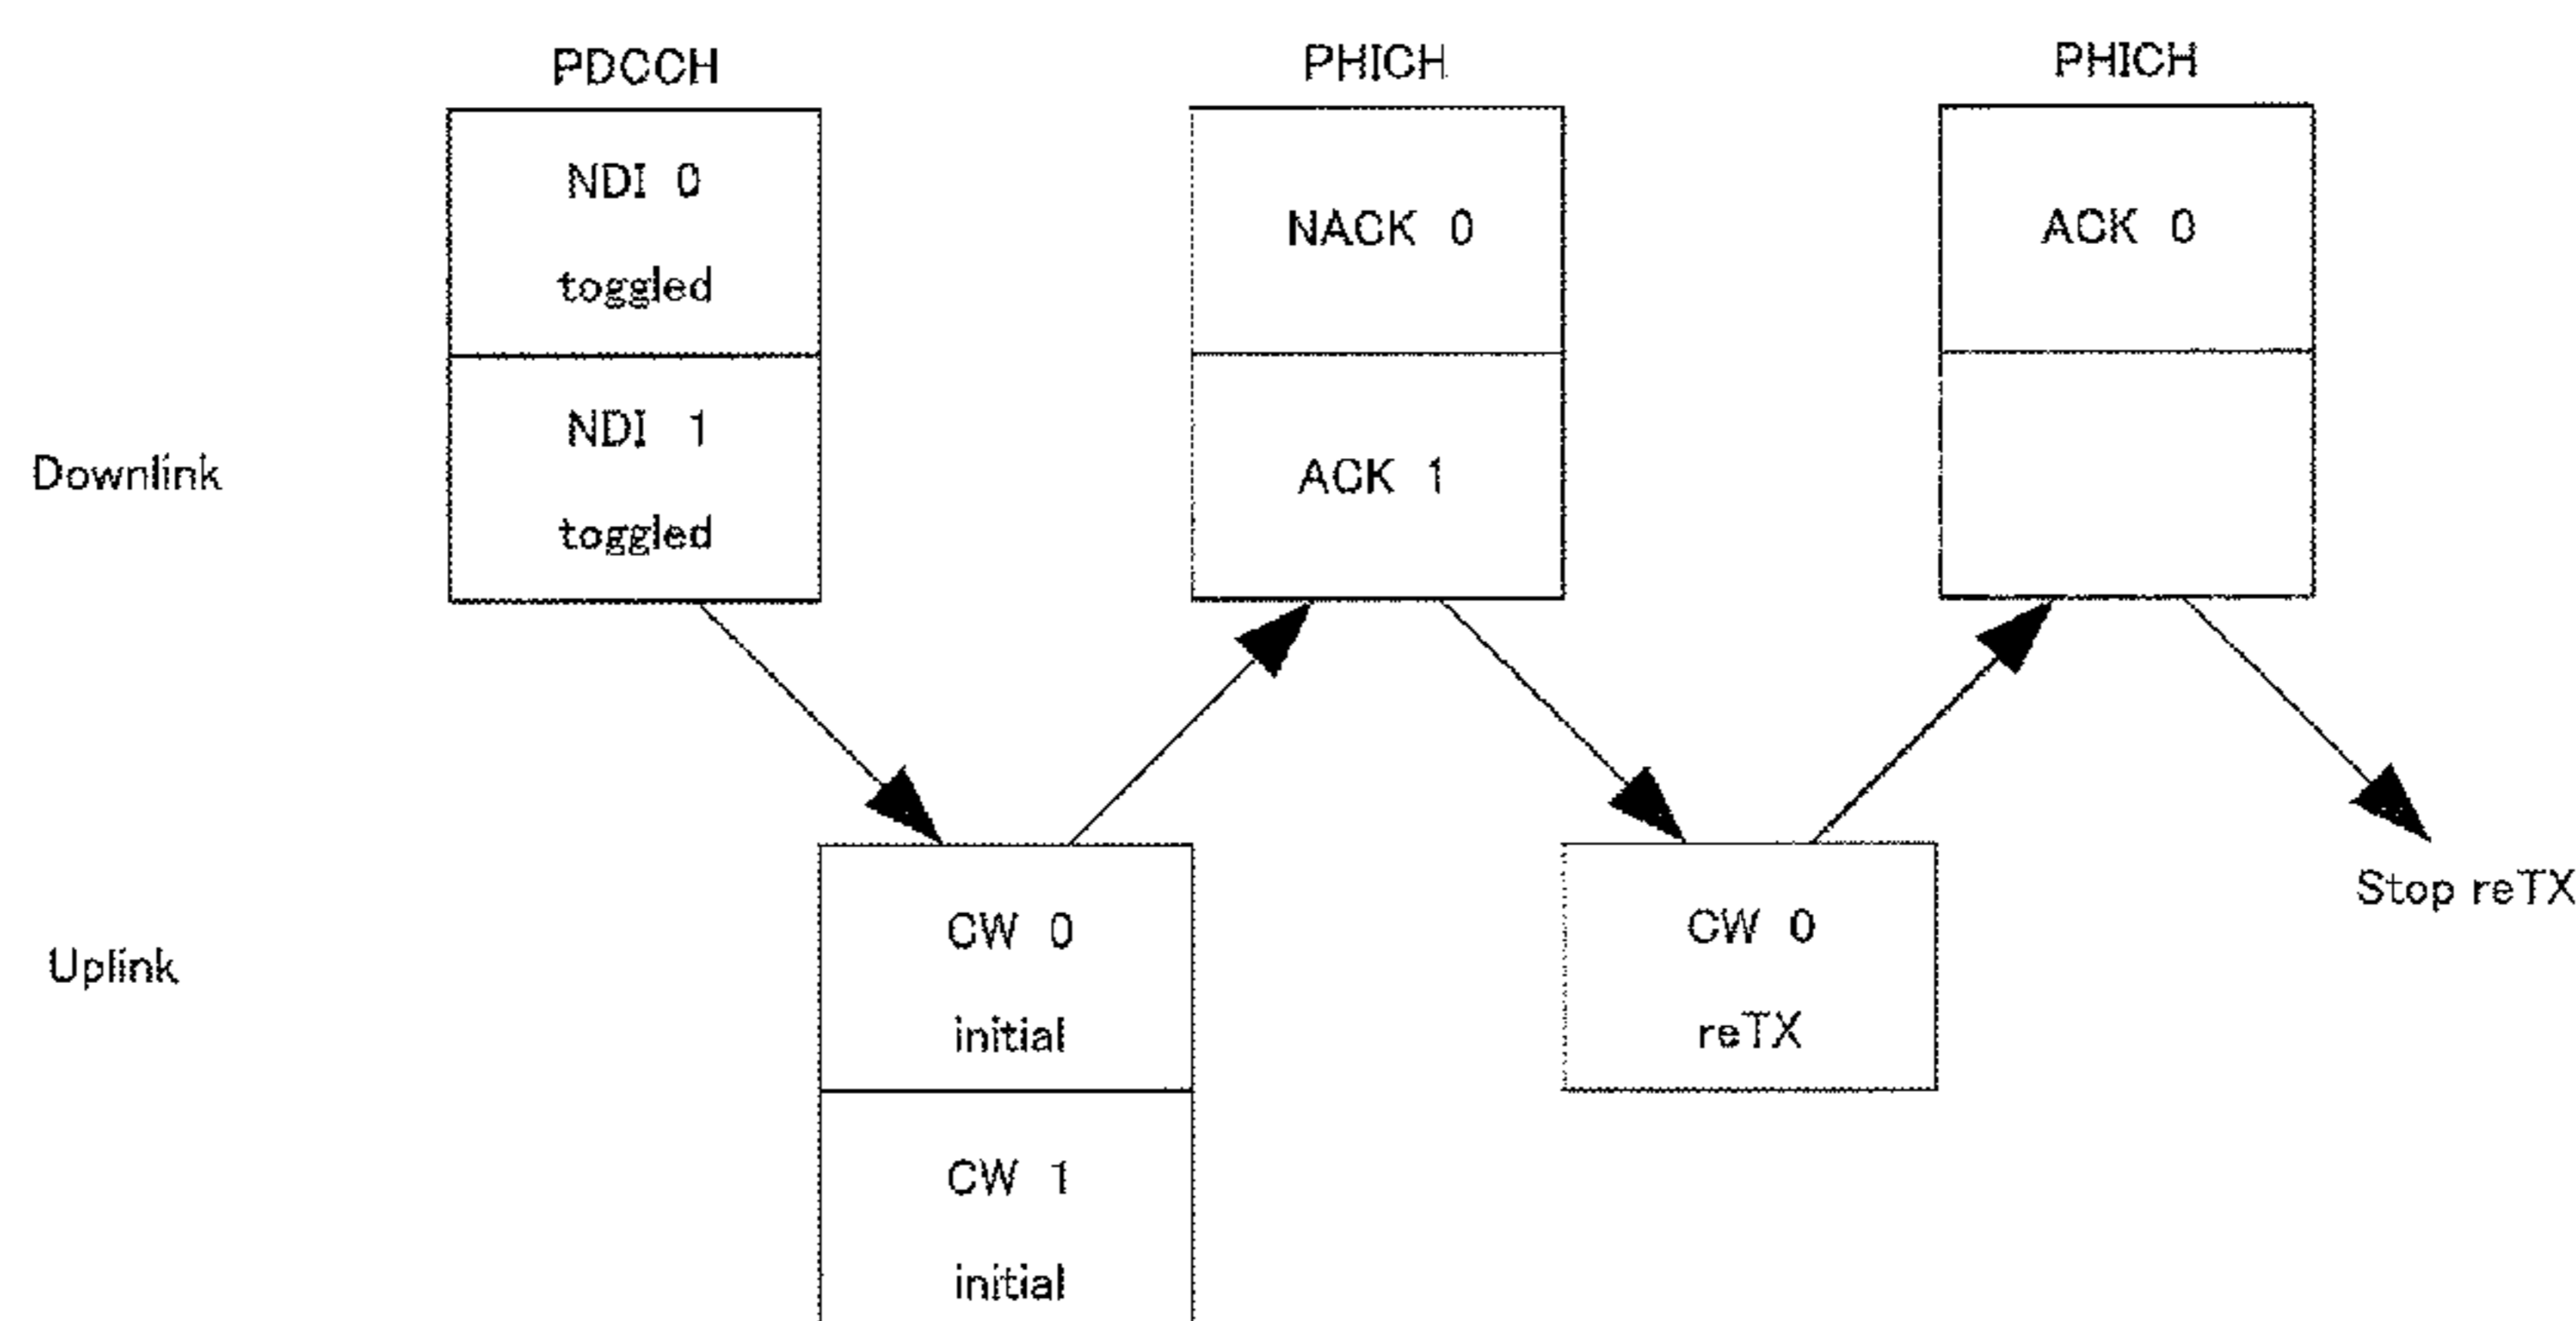 PDCCH
PHICH
PHICH
NDI 0
toggled
NDI 1
toggled
NACK 0
ACK 1
ACK 0
Downlink
Uplink
CW 0
initial
CW 1
initial
CW 0
reTX
Stop reTX